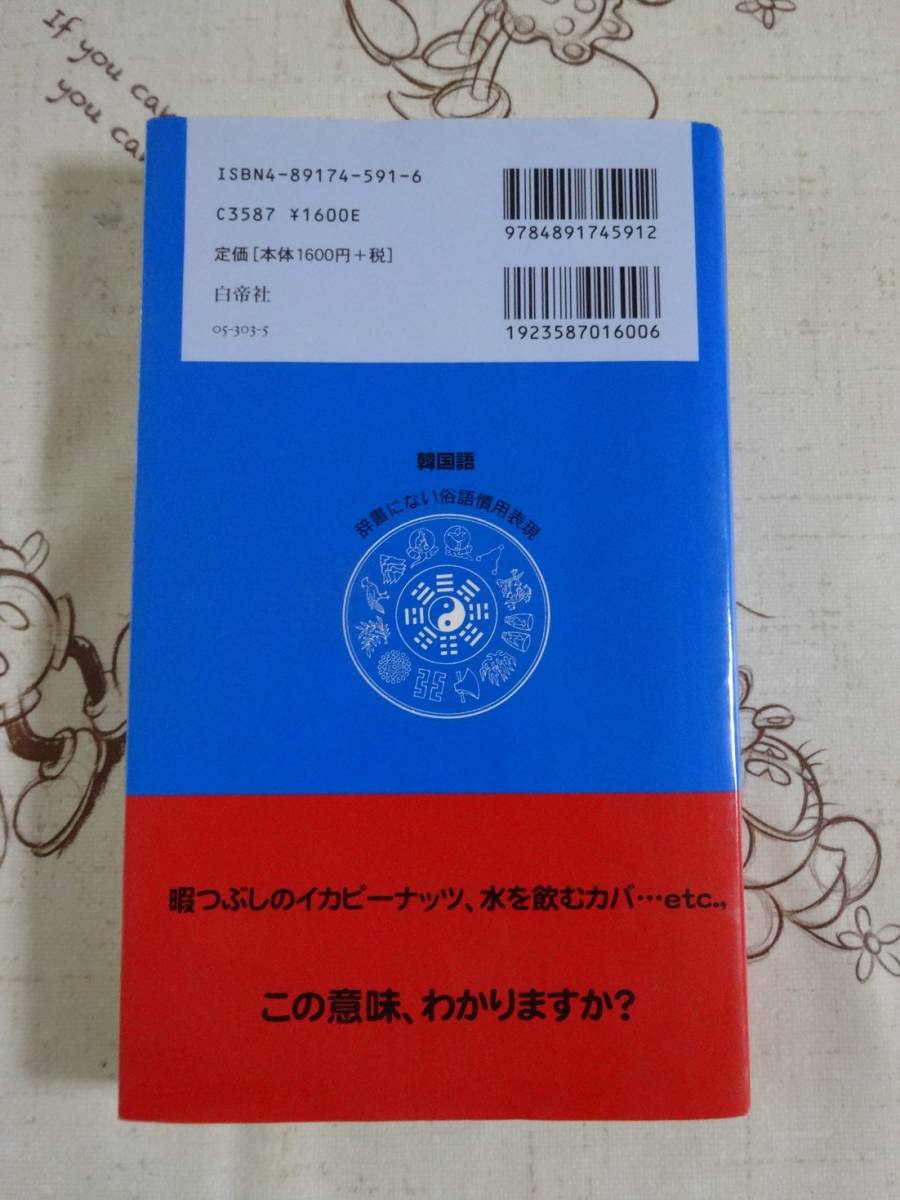 If you can
you can
ISBN4-89174-591-6
C3587 ¥1600E
定価[本体1600円+税]
白帝社
05-303-5
9784891745912
1923587016006
韓国語
辞書にない俗語慣用表現
暇つぶしのイカピーナッツ、水を飲むカバ…etc.,
この意味、わかりますか?